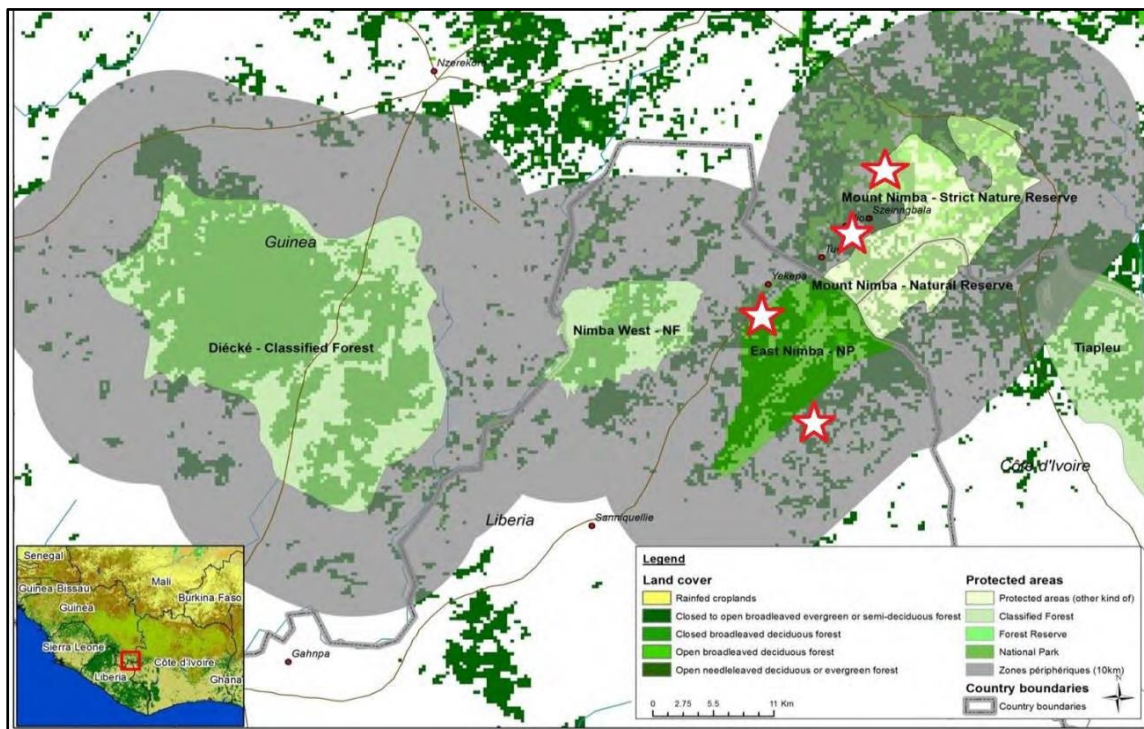 Nzerekore
Guinea
Mount Nimba - Strict Nature Reserve
Szeinngbala
Yekepa
Mount Nimba - Natural Reserve
Nimba West - NF
Diécké - Classified Forest
East Nimba - NP
Tiapleu
Côte d'Ivoire
Liberia
Sanniquellie
Gahnpa
Senegal
Mali
Guinea Bissau
Burkina Faso
Guinea
Sierra Leone
Côte d'Ivoire
Liberia
Ghana
Legend
Land cover
Rainfed croplands
Closed to open broadleaved evergreen or semi-deciduous forest
Closed broadleaved deciduous forest
Open broadleaved deciduous forest
Open needleleaved deciduous or evergreen forest
0 2.75 5.5 11 Km
Protected areas
Protected areas (other kind of)
Classified Forest
Forest Reserve
National Park
Zones périphériques (10km)
Country boundaries
Country boundaries
N